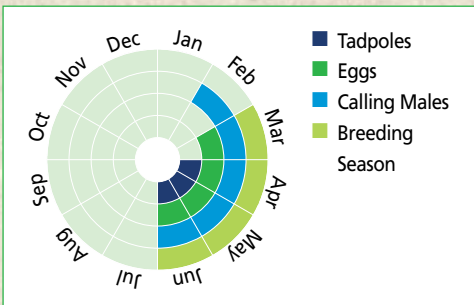 Jan
Feb
Mar
Apr
May
Jun
Jul
Aug
Sep
Oct
Nov
Dec
Tadpoles
Eggs
Calling Males
Breeding
Season